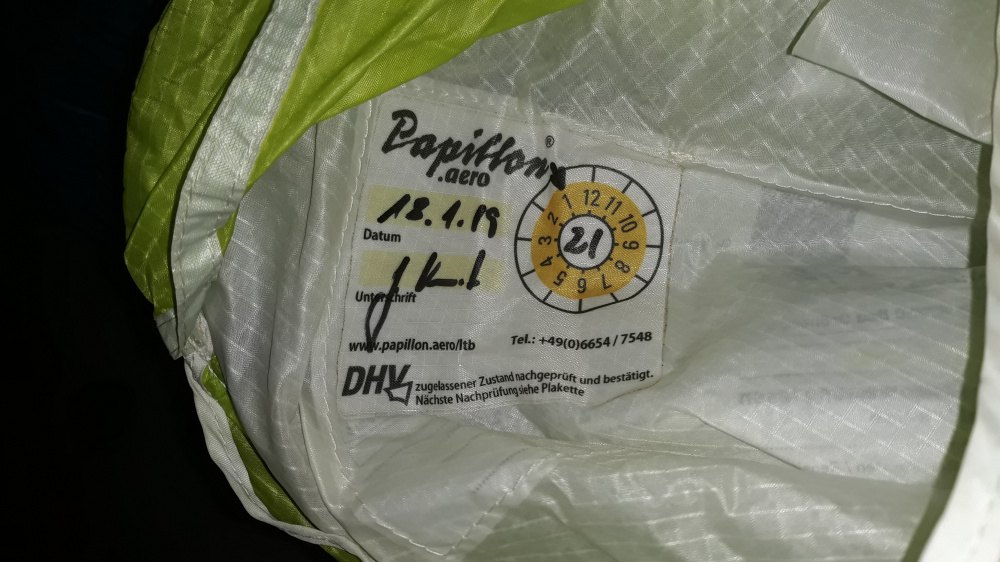 Papillon®
.aero
18.1.19
Datum
Unterschrift
1 12 11 10 9 8 7 6 5 4 3 2
21
www.papillon.aero/ltb
Tel.: +49(0)6654 / 7548
DHV zugelassener Zustand nachgeprüft und bestätigt.
Nächste Nachprüfung siehe Plakette